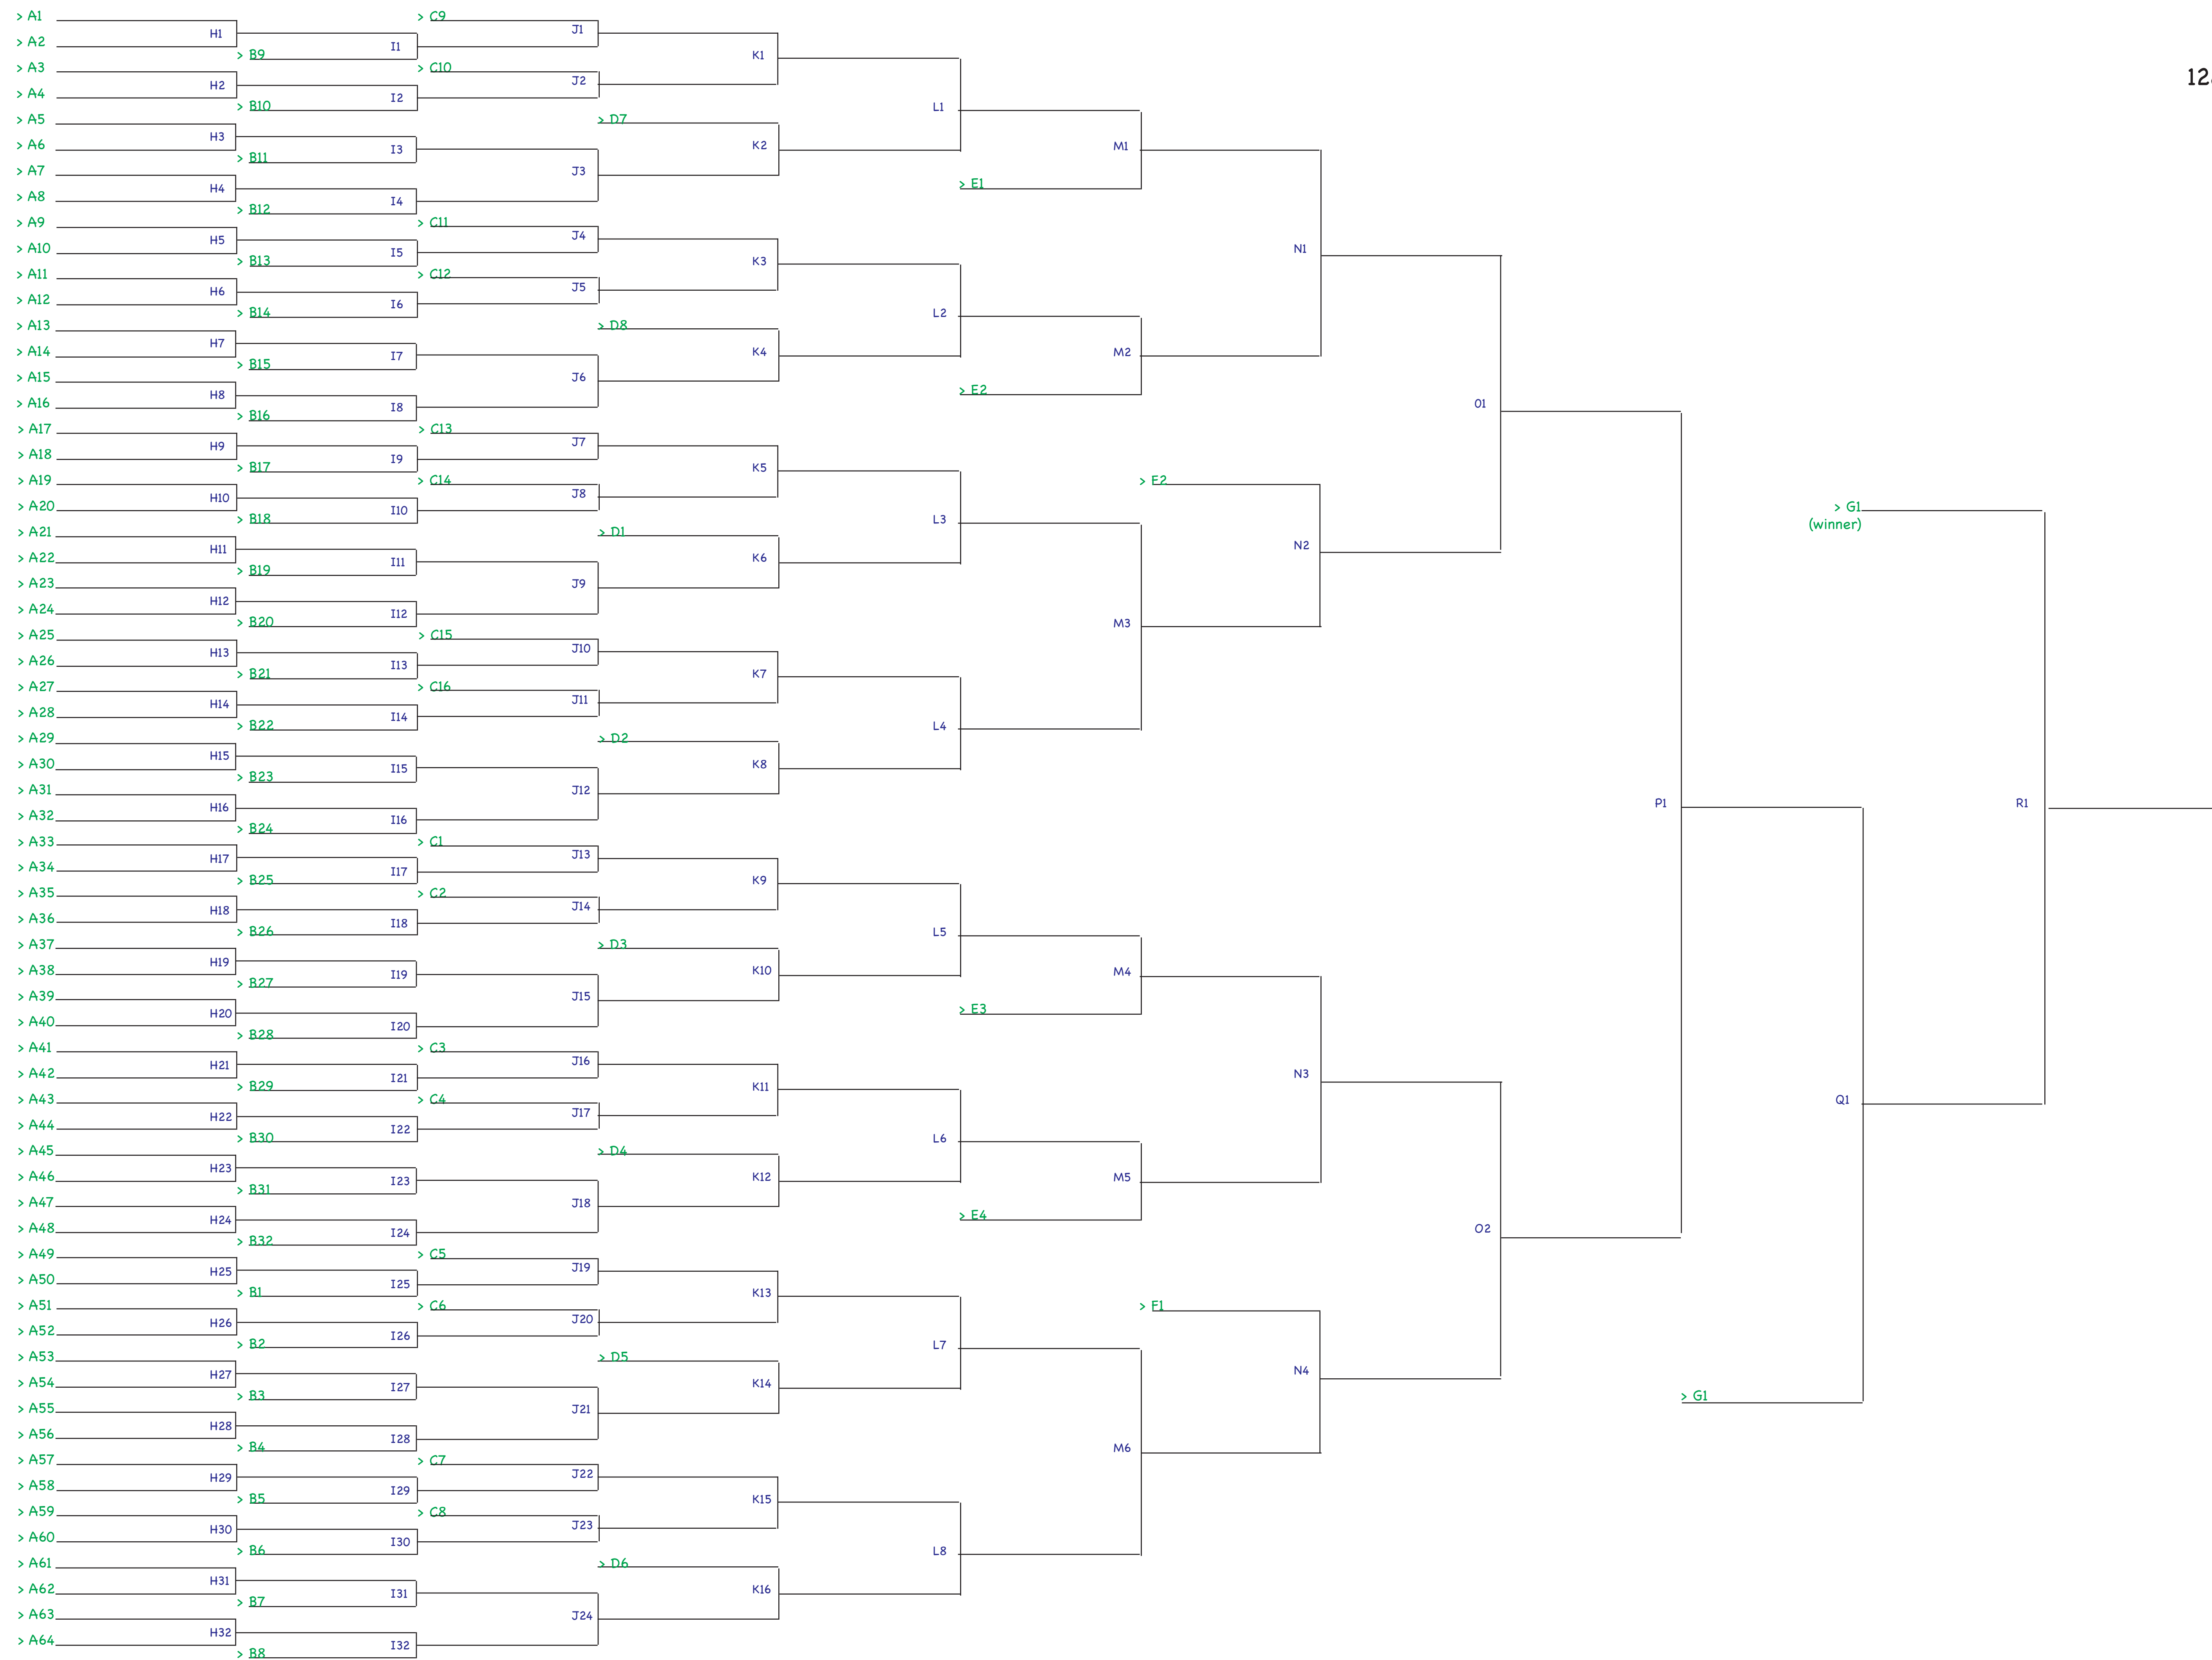 > A1
> A2
> A3
> A4
> A5
> A6
> A7
> A8
> A9
> A10
> A11
> A12
> A13
> A14
> A15
> A16
> A17
> A18
> A19
> A20
> A21
> A22
> A23
> A24
> A25
> A26
> A27
> A28
> A29
> A30
> A31
> A32
> A33
> A34
> A35
> A36
> A37
> A38
> A39
> A40
> A41
> A42
> A43
> A44
> A45
> A46
> A47
> A48
> A49
> A50
> A51
> A52
> A53
> A54
> A55
> A56
> A57
> A58
> A59
> A60
> A61
> A62
> A63
> A64
H1
H2
H3
H4
H5
H6
H7
H8
H9
H10
H11
H12
H13
H14
H15
H16
H17
H18
H19
H20
H21
H22
H23
H24
H25
H26
H27
H28
H29
H30
H31
H32
> B9
> B10
> B11
> B12
> B13
> B14
> B15
> B16
> B17
> B18
> B19
> B20
> B21
> B22
> B23
> B24
> B25
> B26
> B27
> B28
> B29
> B30
> B31
> B32
> B1
> B2
> B3
> B4
> B5
> B6
> B7
> B8
I1
I2
I3
I4
I5
I6
I7
I8
I9
I10
I11
I12
I13
I14
I15
I16
I17
I18
I19
I20
I21
I22
I23
I24
I25
I26
I27
I28
I29
I30
I31
I32
> C9
> C10
> C11
> C12
> C13
> C14
> C15
> C16
> C1
> C2
> C3
> C4
> C5
> C6
> C7
> C8
J1
J2
J3
J4
J5
J6
J7
J8
J9
J10
J11
J12
J13
J14
J15
J16
J17
J18
J19
J20
J21
J22
J23
J24
> D7
> D8
> D1
> D2
> D3
> D4
> D5
> D6
K1
K2
K3
K4
K5
K6
K7
K8
K9
K10
K11
K12
K13
K14
K15
K16
L1
L2
L3
L4
L5
L6
L7
L8
> E1
> E2
> E3
> E4
M1
M2
M3
M4
M5
M6
> F2
> F1
N1
N2
N3
N4
01
O2
P1
> G1
> G1
(winner)
Q1
R1
12